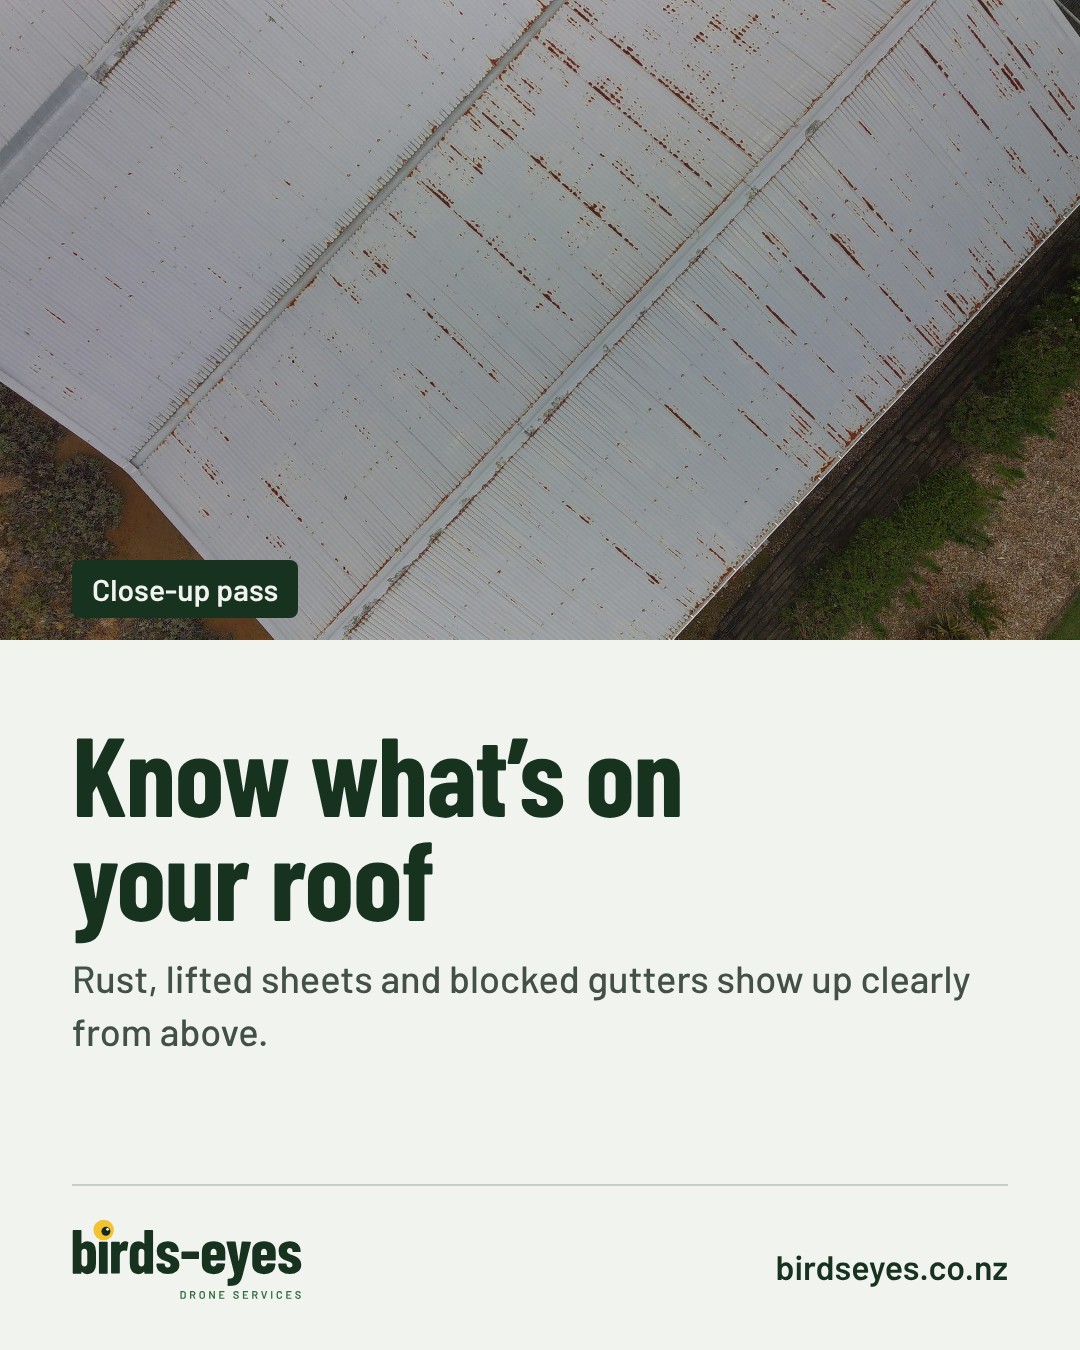 Close-up pass
Know what’s on
your roof
Rust, lifted sheets and blocked gutters show up clearly
from above.
birds-eyes
DRONE SERVICES
birdseyes.co.nz